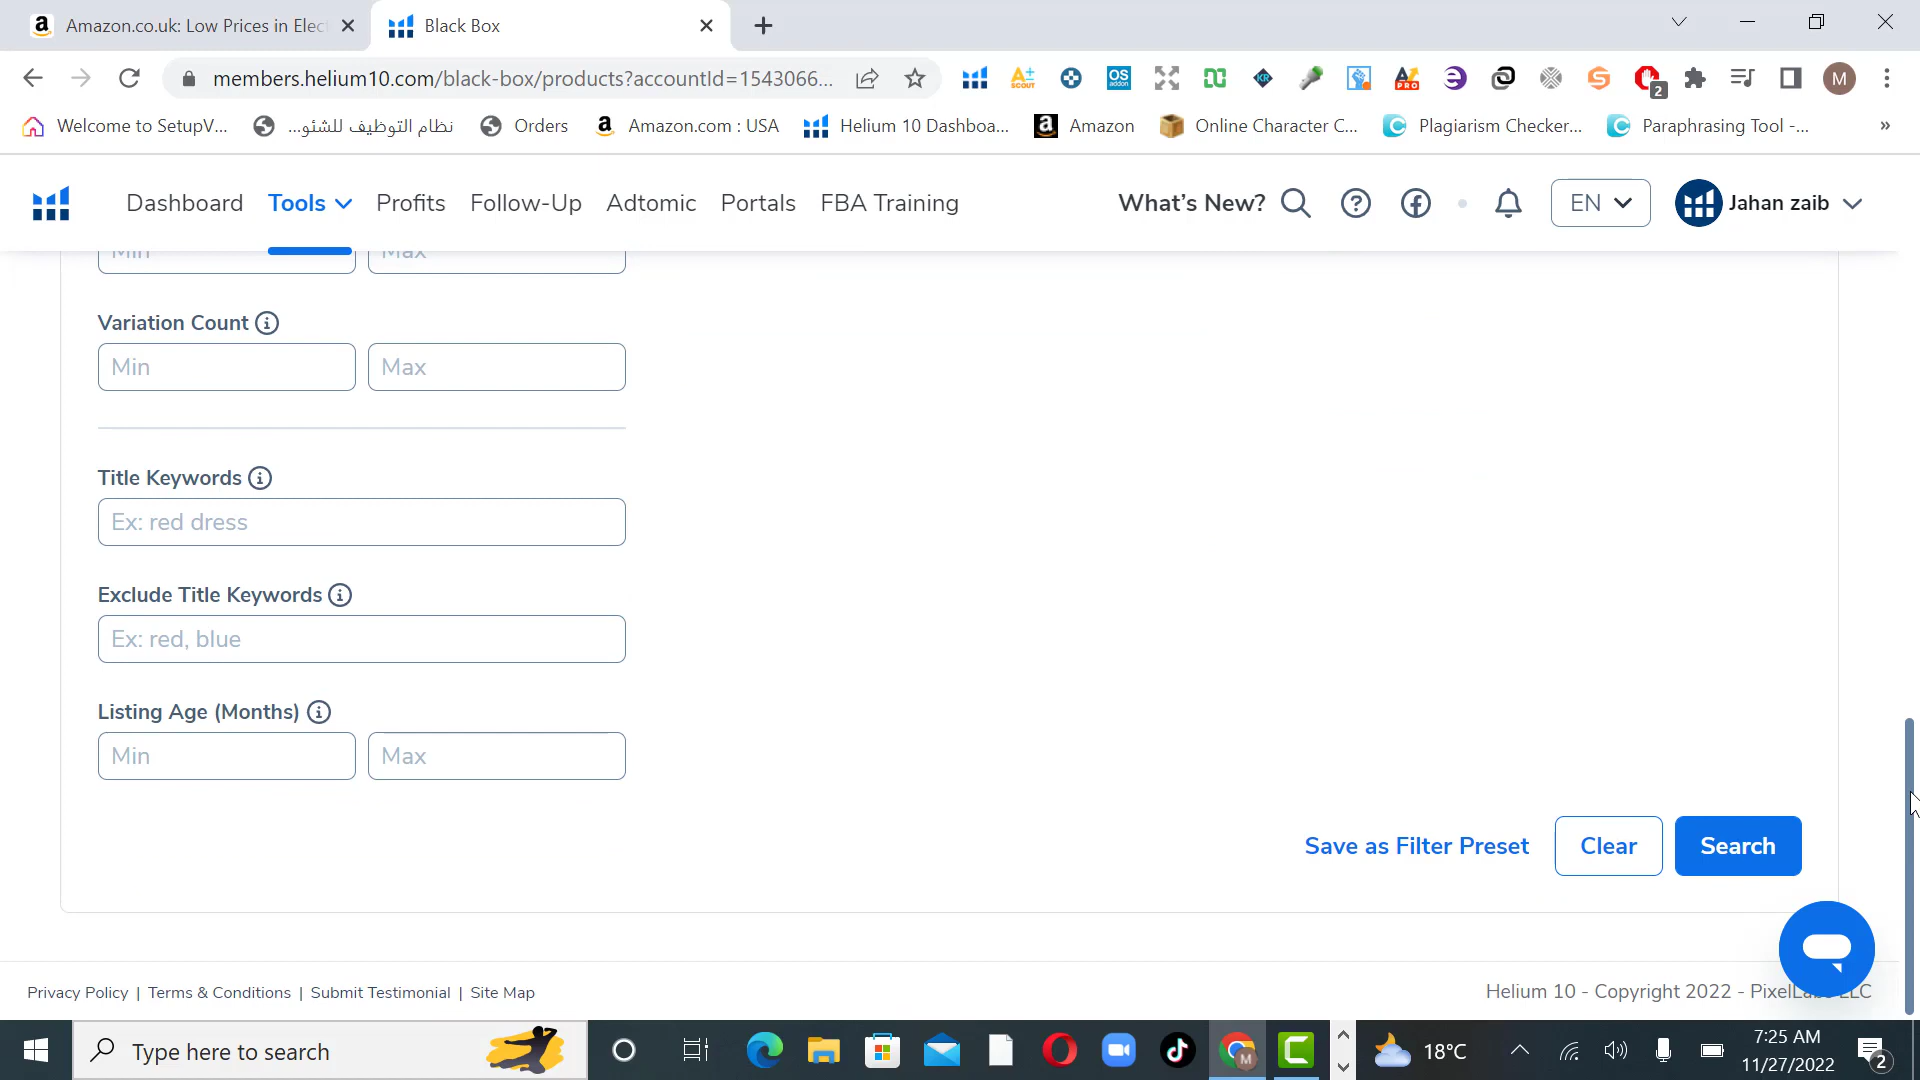 Amazon.co.uk: Low Prices in Elec
Black Box
members.helium10.com/black-box/products?accountId=1543066...
Welcome to SetupV...
نظام التوظيف للشئو...
Orders
Amazon.com : USA
Helium 10 Dashboa...
Amazon
Online Character C...
Plagiarism Checker...
Paraphrasing Tool -...
Dashboard Tools Profits Follow-Up Adtomic Portals FBA Training
What's New?
EN
Jahan zaib
Min Max
Variation Count
Min Max
Title Keywords
Ex: red dress
Exclude Title Keywords
Ex: red, blue
Listing Age (Months)
Min Max
Save as Filter Preset Clear Search
Privacy Policy | Terms & Conditions | Submit Testimonial | Site Map
Helium 10 - Copyright 2022 - PixelLabs LLC
Type here to search
18°C
7:25 AM
11/27/2022
2